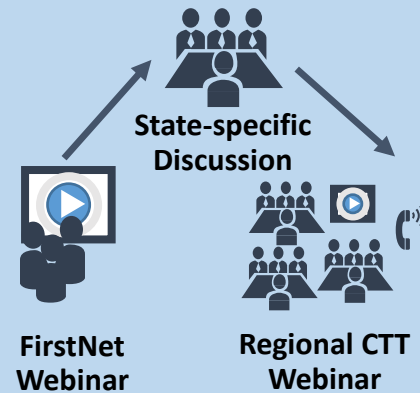 State-specific
Discussion
FirstNet
Webinar
Regional CTT
Webinar